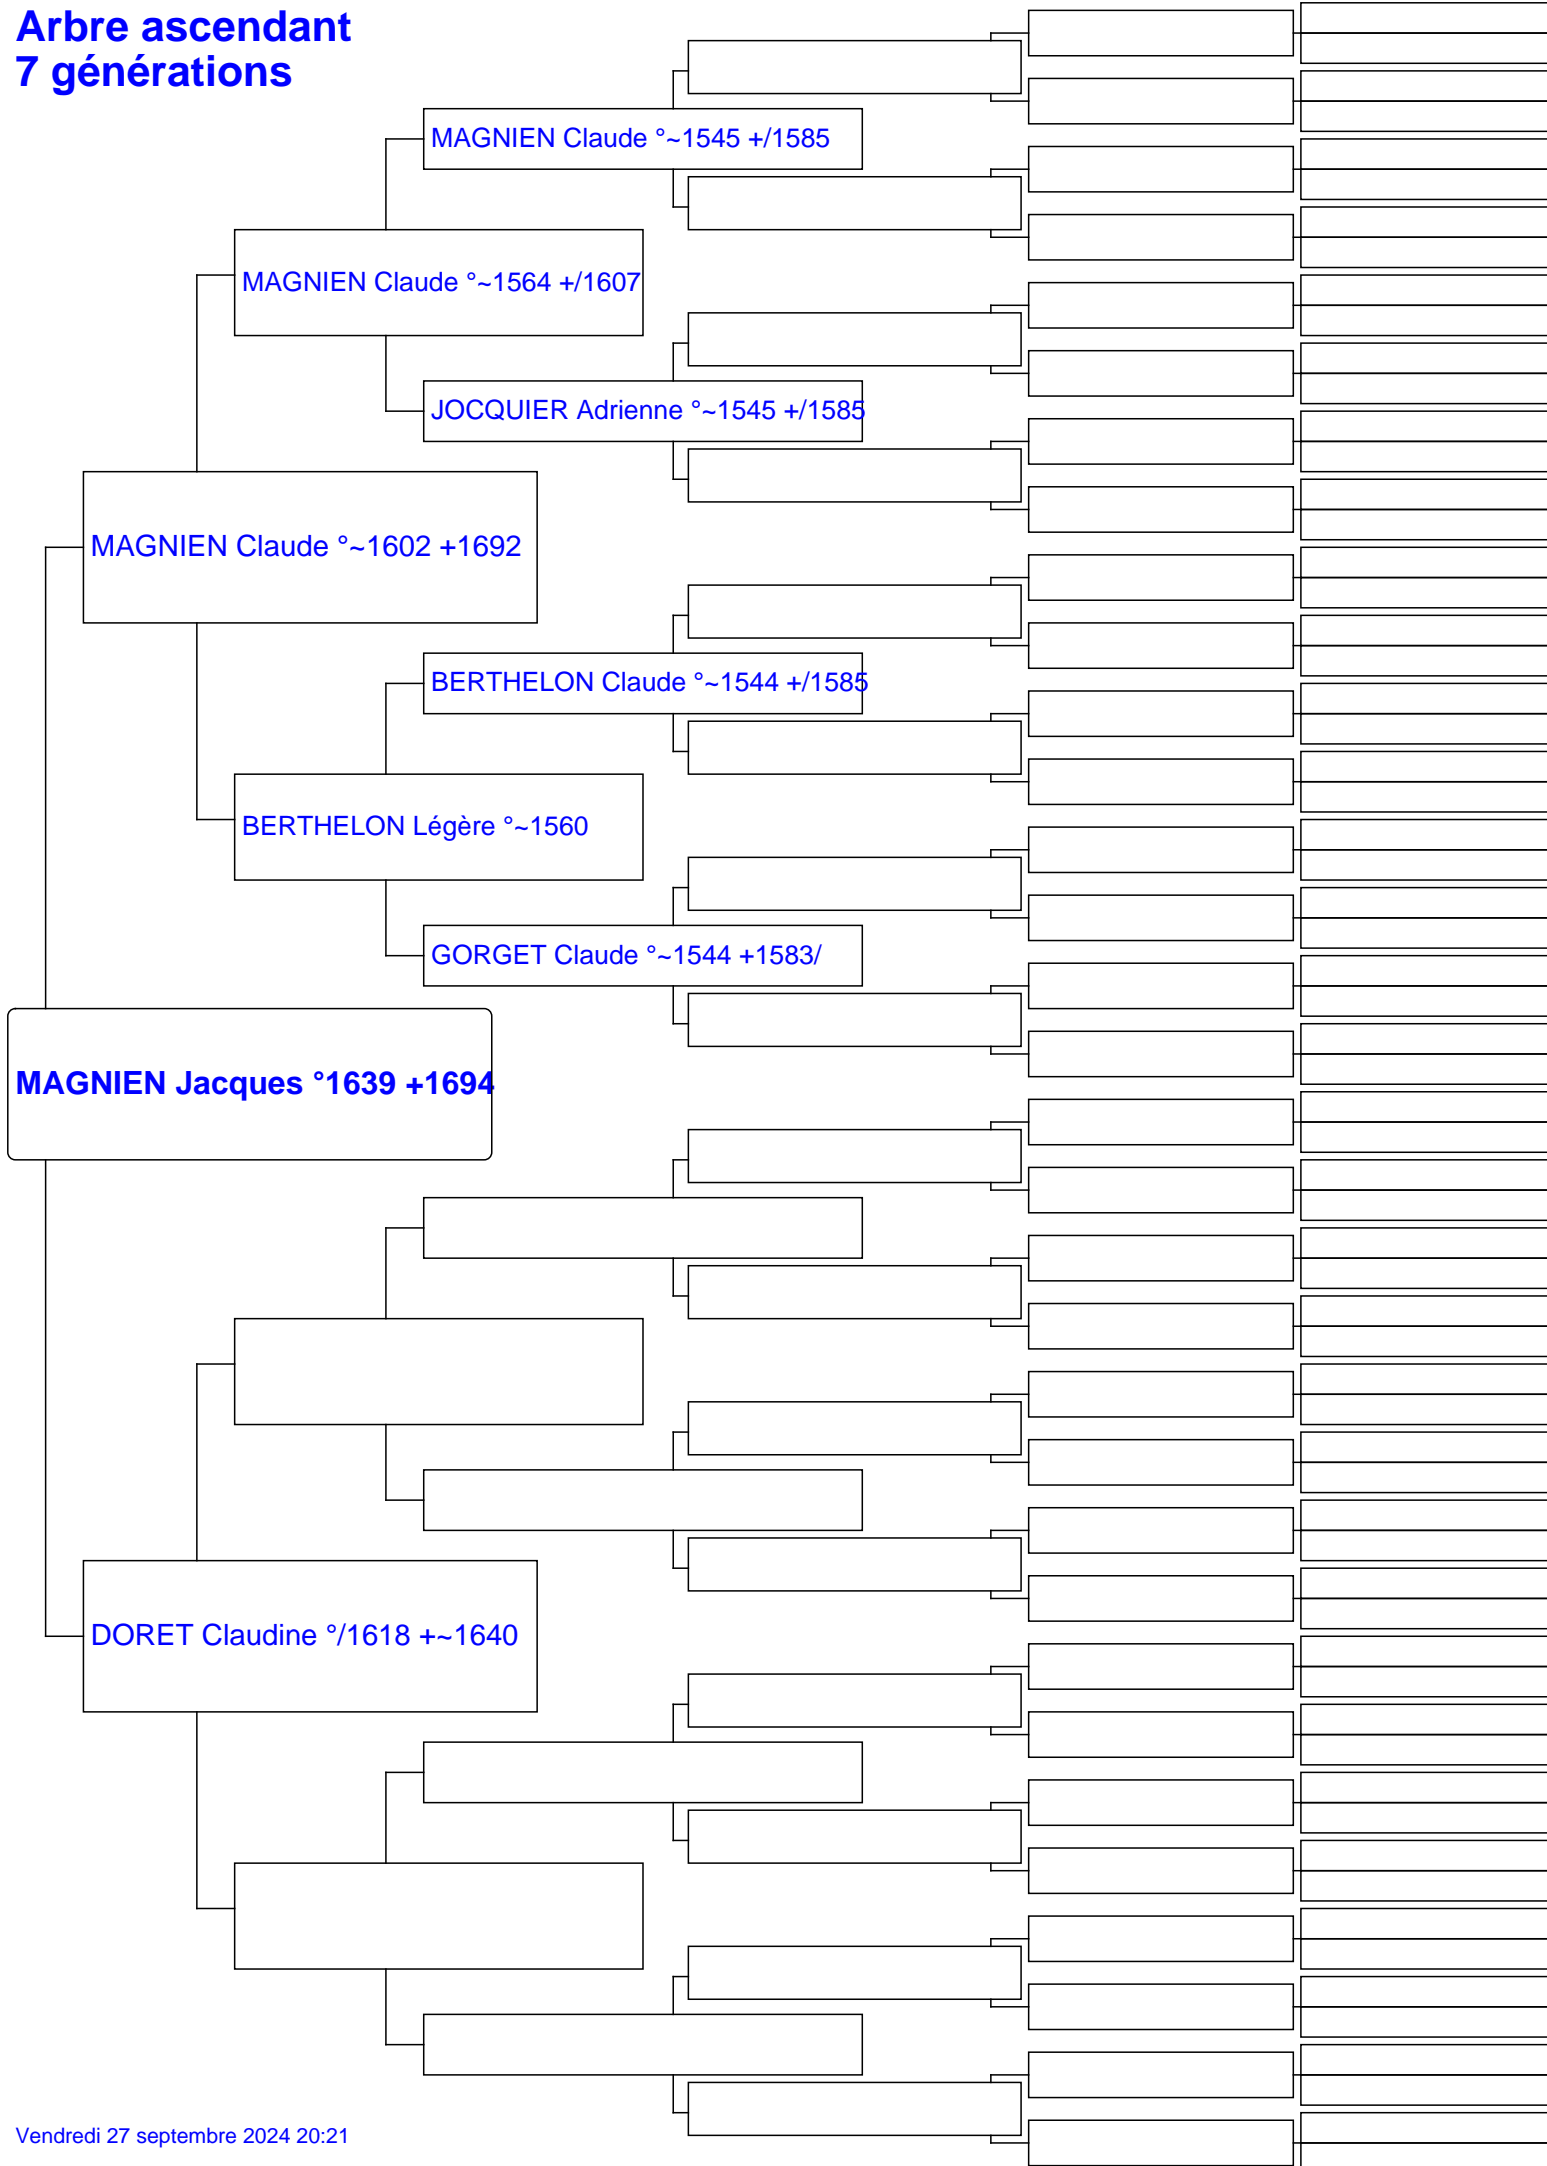 Arbre ascendant
7 générations
MAGNIEN Claude °~1545 +/1585
MAGNIEN Claude °~1564 +/1607
JOCQUIER Adrienne °~1545 +/1585
MAGNIEN Claude °~1602 +1692
BERTHELON Claude °~1544 +/1585
BERTHELON Légère °~1560
GORGET Claude °~1544 +1583/
MAGNIEN Jacques °1639 +1694
DORET Claudine °/1618 +~1640
Vendredi 27 septembre 2024 20:21